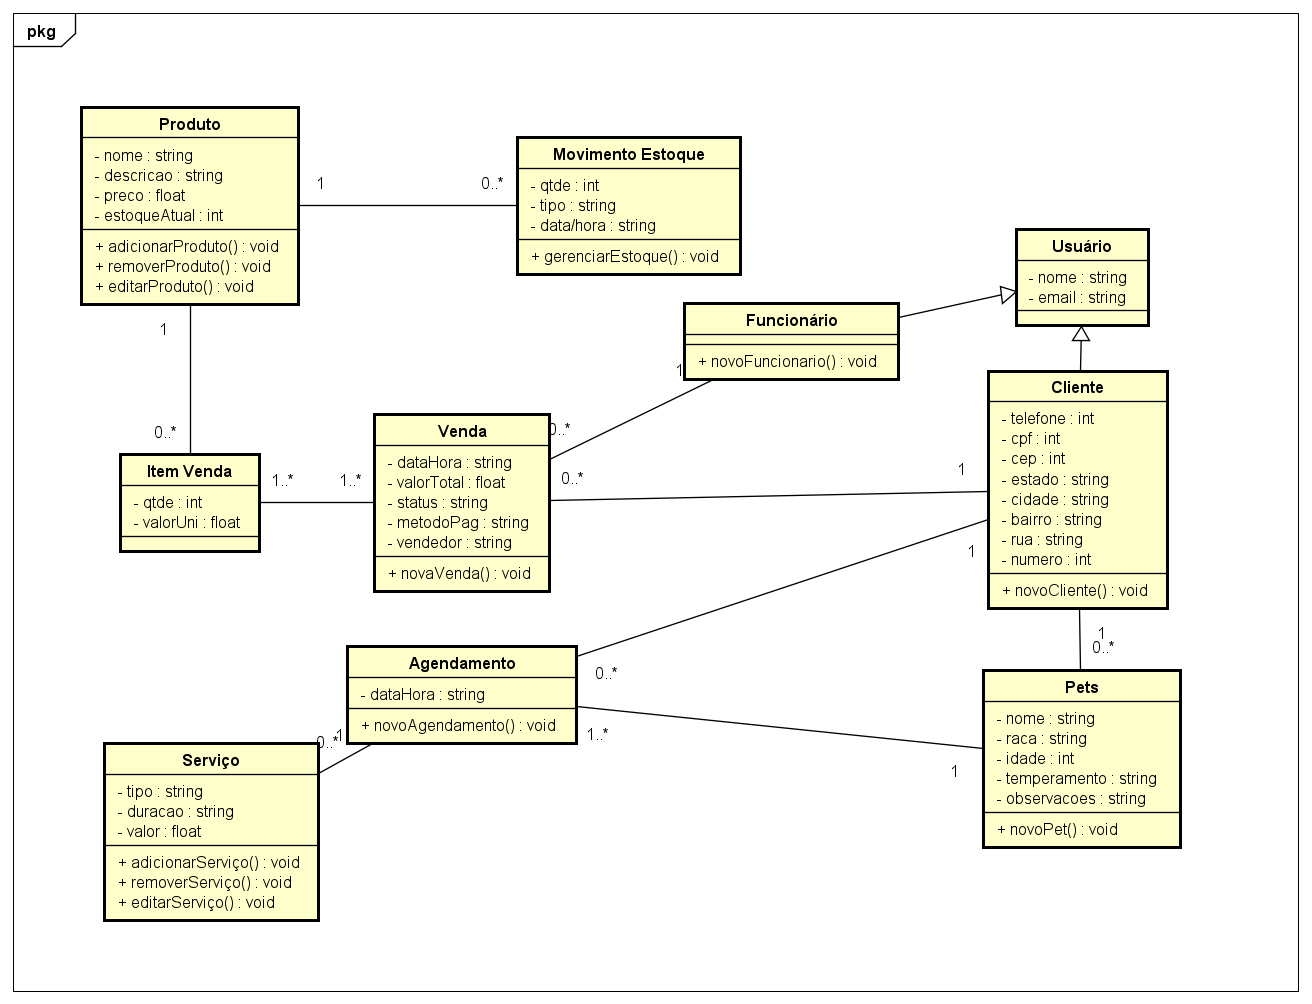 pkg
Produto
- nome : string
- descricao : string
- preco : float
- estoqueAtual : int
+ adicionarProduto() : void
+ removerProduto() : void
+ editarProduto() : void
1
0..*
Movimento Estoque
- qtde : int
- tipo : string
- data/hora : string
+ gerenciarEstoque() : void
Usuário
- nome : string
- email : string
Funcionário
+ novoFuncionario() : void
1
0..*
1
0..*
Item Venda
- qtde : int
- valorUni : float
1..*
1..*
Venda
- dataHora : string
- valorTotal : float
- status : string
- metodoPag : string
- vendedor : string
+ novaVenda() : void
0..*
1
Cliente
- telefone : int
- cpf : int
- cep : int
- estado : string
- cidade : string
- bairro : string
- rua : string
- numero : int
+ novoCliente() : void
1
0..*
1
0..*
Agendamento
- dataHora : string
+ novoAgendamento() : void
1..*
1
Pets
- nome : string
- raca : string
- idade : int
- temperamento : string
- observacoes : string
+ novoPet() : void
0..*
1
Serviço
- tipo : string
- duracao : string
- valor : float
+ adicionarServiço() : void
+ removerServiço() : void
+ editarServiço() : void